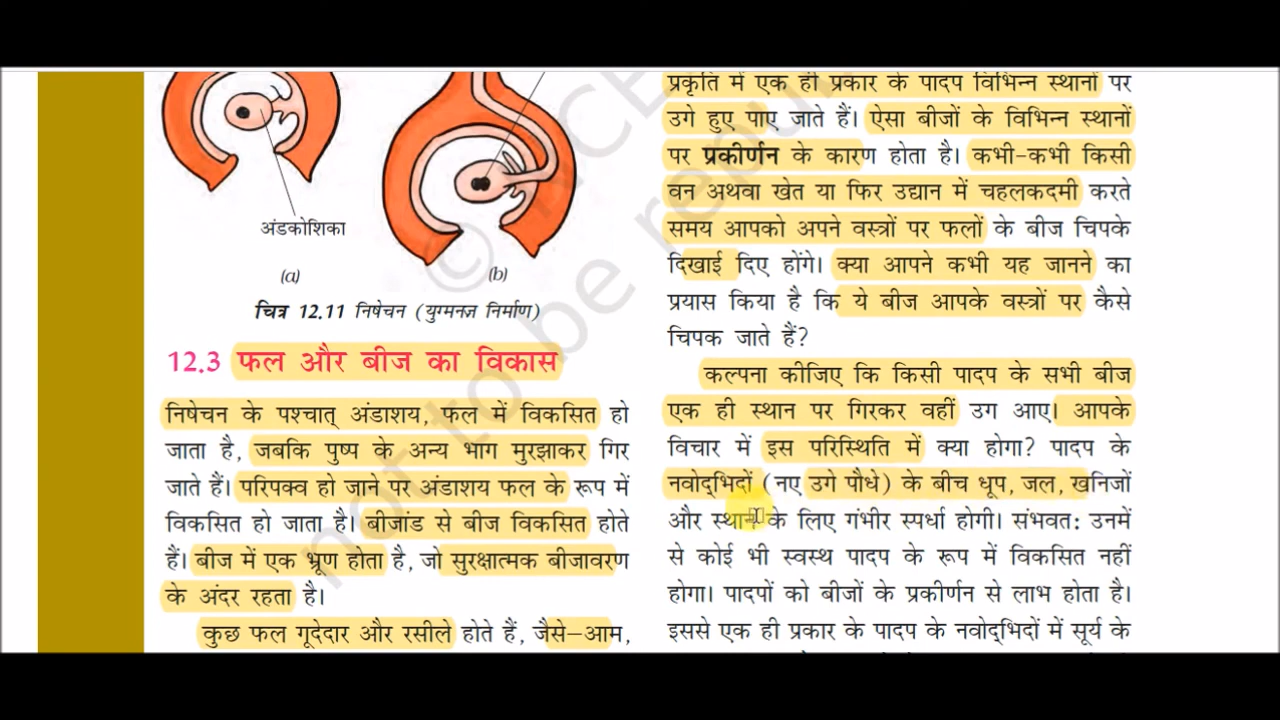 अंडकोशिका
(a)
(b)
चित्र 12.11 निषेचन (युग्मनज निर्माण)
12.3 फल और बीज का विकास
निषेचन के पश्चात् अंडाशय, फल में विकसित हो
जाता है, जबकि पुष्प के अन्य भाग मुरझाकर गिर
जाते हैं। परिपक्व हो जाने पर अंडाशय फल के रूप में
विकसित हो जाता है। बीजांड से बीज विकसित होते
हैं। बीज में एक भ्रूण होता है, जो सुरक्षात्मक बीजावरण
के अंदर रहता है।
कुछ फल गूदेदार और रसीले होते हैं, जैसे–आम,
प्रकृति में एक ही प्रकार के पादप विभिन्न स्थानों पर
उगे हुए पाए जाते हैं। ऐसा बीजों के विभिन्न स्थानों
पर प्रकीर्णन के कारण होता है। कभी-कभी किसी
वन अथवा खेत या फिर उद्यान में चहलकदमी करते
समय आपको अपने वस्त्रों पर फलों के बीज चिपके
दिखाई दिए होंगे। क्या आपने कभी यह जानने का
प्रयास किया है कि ये बीज आपके वस्त्रों पर कैसे
चिपक जाते हैं?
कल्पना कीजिए कि किसी पादप के सभी बीज
एक ही स्थान पर गिरकर वहीं उग आए। आपके
विचार में इस परिस्थिति में क्या होगा? पादप के
नवोद्भिदों (नए उगे पौधे) के बीच धूप, जल, खनिजों
और स्थान के लिए गंभीर स्पर्धा होगी। संभवत: उनमें
से कोई भी स्वस्थ पादप के रूप में विकसित नहीं
होगा। पादपों को बीजों के प्रकीर्णन से लाभ होता है।
इससे एक ही प्रकार के पादप के नवोद्भिदों में सूर्य के
not to be repu